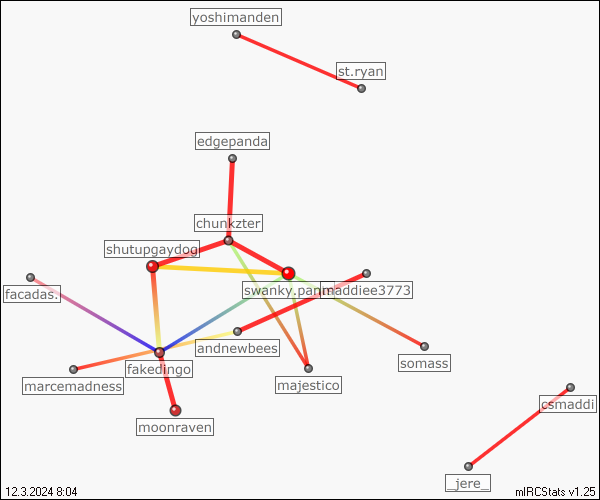 yoshimanden
st.ryan
edgepanda
chunkzter
shutupgaydog
swanky.pan
maddiee3773
facadas.
andnewbees
somass
fakedingo
marcemadness
majestico
csmaddi
moonraven
_jere_
12.3.2024 8:04
mIRCStats v1.25